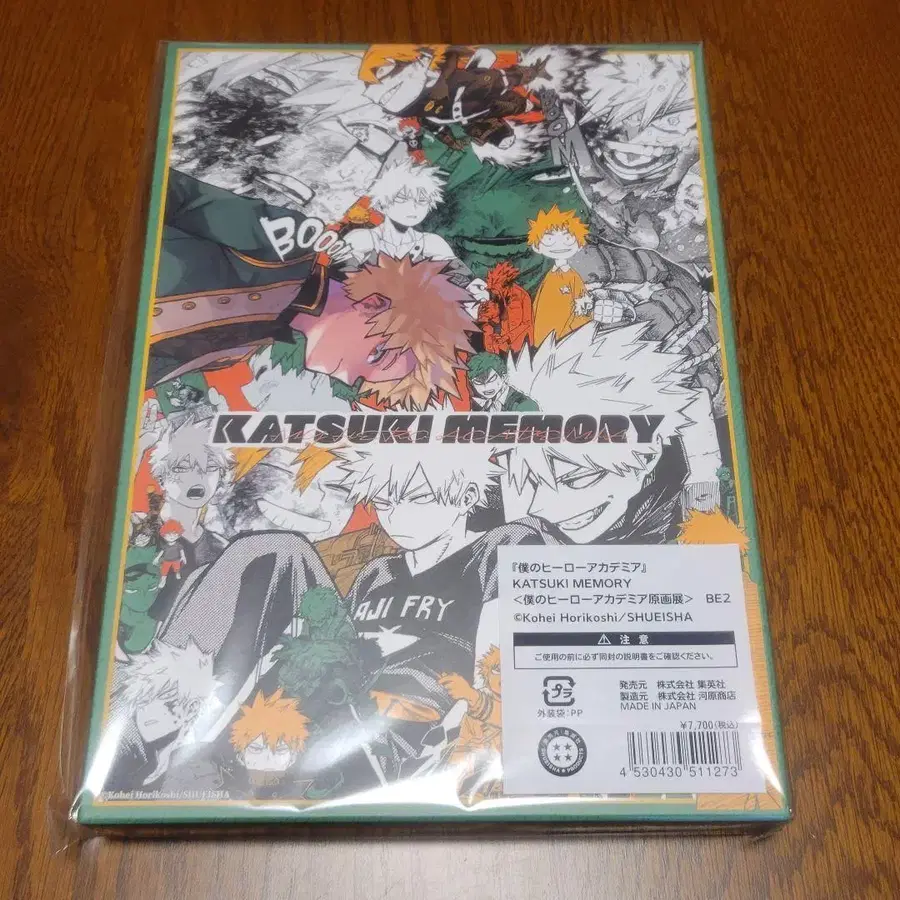 BOOOO
KATSUKI MEMORY
AJI FRY
『僕のヒーローアカデミア』
KATSUKI MEMORY
<僕のヒーローアカデミア原画展> BE2
©Kohei Horikoshi/SHUEISHA
⚠ 注意
ご使用の前に必ず同封の説明書をご確認ください。
プラ
外装袋:PP
発売元 株式会社 集英社
製造元 株式会社 河原商店
MADE IN JAPAN
¥7,700(税込)
4 530430 511273
©Kohei Horikoshi/SHUEISHA